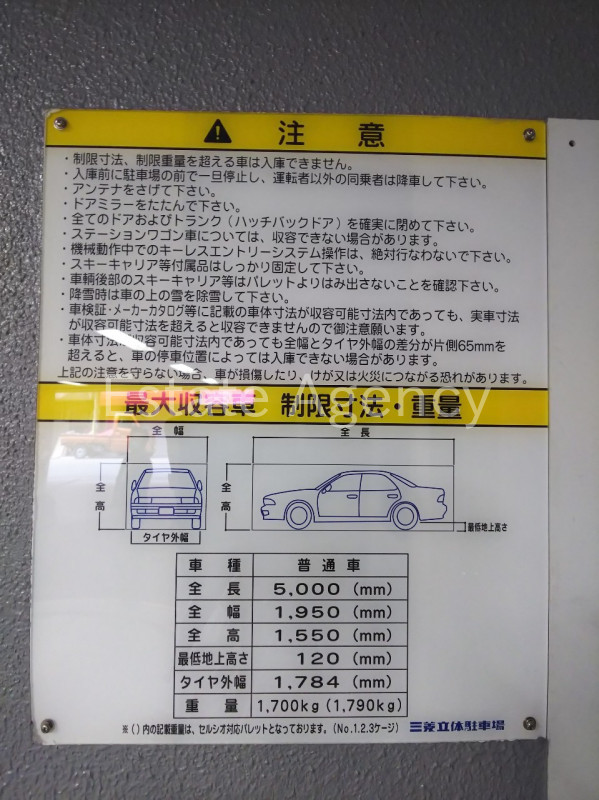 注意
・制限寸法、制限重量を超える車は入庫できません。
・入庫前に駐車場の前で一旦停止し、運転者以外の同乗者は降車して下さい。
・アンテナをさげて下さい。
・ドアミラーをたたんで下さい。
・全てのドアおよびトランク(ハッチバックドア)を確実に閉めて下さい。
・ステーションワゴン車については、収容できない場合があります。
・機械動作中でのキーレスエントリーシステム操作は、絶対行なわないで下さい。
・スキーキャリア等付属品はしっかり固定して下さい。
・車輌後部のスキーキャリア等はパレットよりはみ出さないことを確認下さい。
・降雪時は車の上の雪を除雪して下さい。
・車検証・メーカーカタログ等に記載の車体寸法が収容可能寸法内であっても、実車寸法
が収容可能寸法を超えると収容できませんので御注意願います。
・車体寸法が収容可能寸法内であっても全幅とタイヤ外幅の差分が片側65mmを
超えると、車の停車位置によっては入庫できない場合があります。
上記の注意を守らない場合、車が損傷したり、けが又は火災につながる恐れがあります。
Estate Agency
最大収容車 制限寸法・重量
全幅
全長
全高
全高
タイヤ外幅
最低地上高さ
車種 普通車
全長 5,000 (mm)
全幅 1,950 (mm)
全高 1,550 (mm)
最低地上高さ 120 (mm)
タイヤ外幅 1,784 (mm)
重量 1,700kg (1,790kg)
※()内の記載重量は、セルシオ対応パレットとなっております。(No.1.2.3ケージ)
三菱立体駐車場